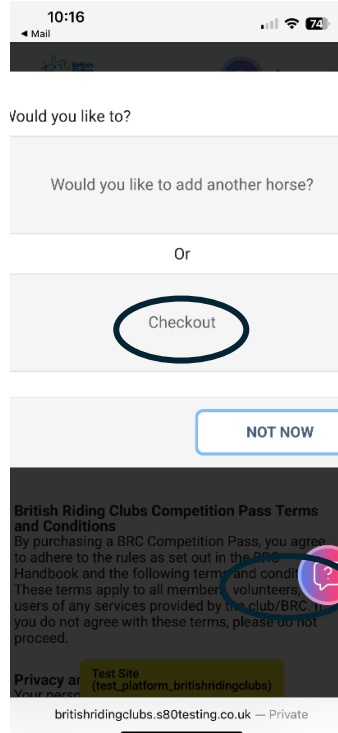 10:16
74
◄ Mail
British
Would you like to?
Would you like to add another horse?
Or
Checkout
NOT NOW
British Riding Clubs Competition Pass Terms
and Conditions
By purchasing a BRC Competition Pass, you agree
to adhere to the rules as set out in the BRC
Handbook and the following terms and condit
These terms apply to all members, volunteers,
users of any services provided by the club/BRC. If
you do not agree with these terms, please do not
proceed.
Privacy an
Test Site
(test_platform_britishridingclubs)
Your perso
britishridingclubs.s80testing.co.uk — Private